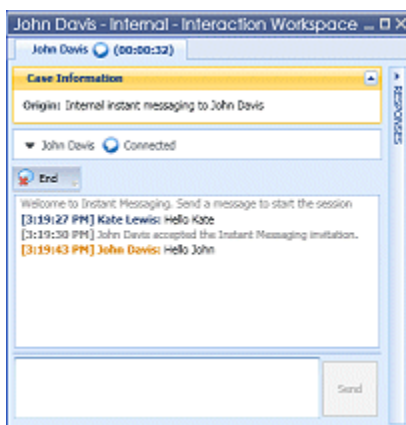 John Davis - Internal - Interaction Workspace
John Davis (00:00:32)
Case Information
Origin: Internal instant messaging to John Davis
John Davis Connected
End
Welcome to Instant Messaging. Send a message to start the session
[3:19:27 PM] Kate Lewis: Hello Kate
[3:19:30 PM] John Davis accepted the Instant Messaging invitation.
[3:19:43 PM] John Davis: Hello John
Send
RESPONSES